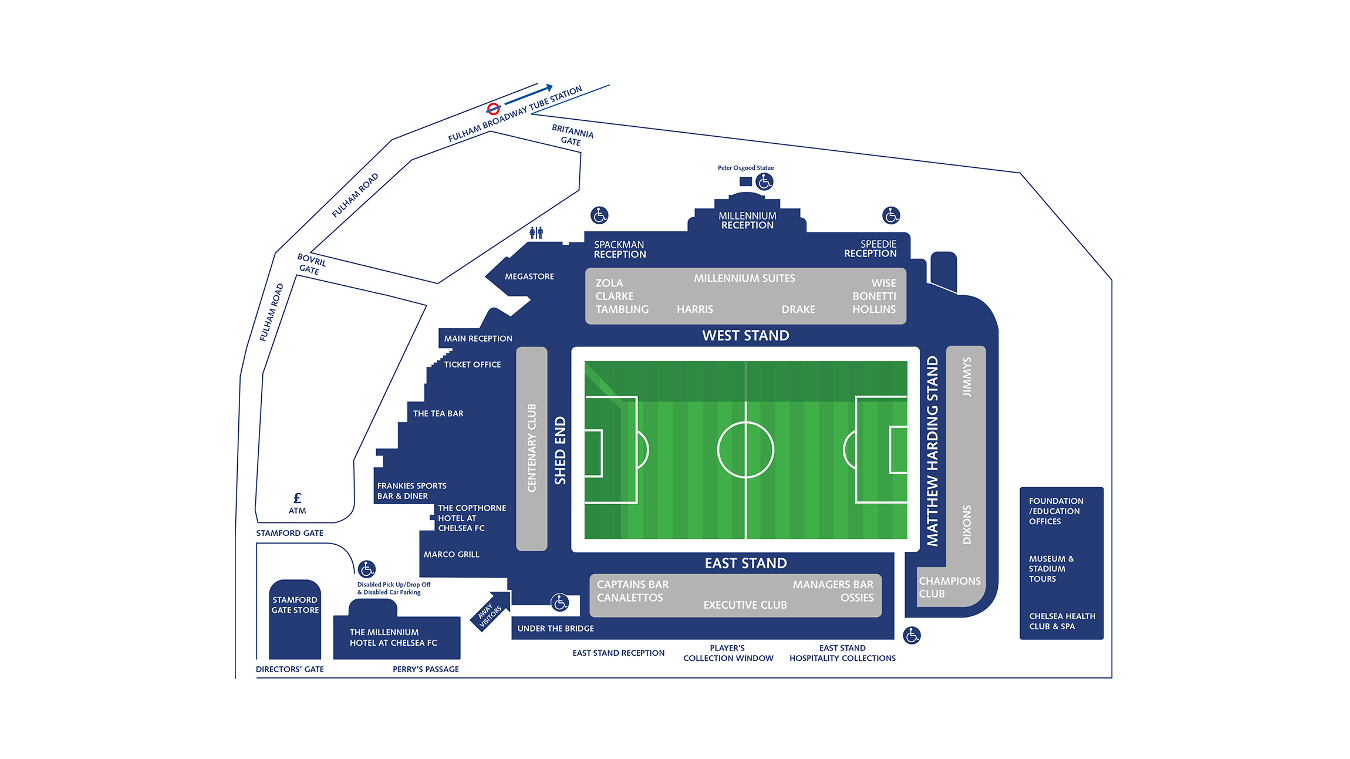 FULHAM BROADWAY TUBE STATION
BRITANNIA
GATE
FULHAM ROAD
BOVRIL
GATE
FULHAM ROAD
Peter Osgood Statue
MILLENNIUM
RECEPTION
SPACKMAN
RECEPTION
SPEEDIE
RECEPTION
MEGASTORE
MILLENNIUM SUITES
ZOLA
CLARKE
TAMBLING
HARRIS
DRAKE
WISE
BONETTI
HOLLINS
WEST STAND
MAIN RECEPTION
TICKET OFFICE
THE TEA BAR
FRANKIES SPORTS
BAR & DINER
THE COPTHORNE
HOTEL AT
CHELSEA FC
MARCO GRILL
CENTENARY CLUB
SHED END
MATTHEW HARDING STAND
JIMMYS
DIXONS
CHAMPIONS
CLUB
EAST STAND
CAPTAINS BAR
CANALETTOS
EXECUTIVE CLUB
MANAGERS BAR
OSSIES
UNDER THE BRIDGE
AWAY
VISITORS
EAST STAND RECEPTION
PLAYER'S
COLLECTION WINDOW
EAST STAND
HOSPITALITY COLLECTIONS
£
ATM
STAMFORD GATE
Disabled Pick Up/Drop Off
& Disabled Car Parking
STAMFORD
GATE STORE
THE MILLENNIUM
HOTEL AT CHELSEA FC
DIRECTORS' GATE
PERRY'S PASSAGE
FOUNDATION
/EDUCATION
OFFICES
MUSEUM &
STADIUM
TOURS
CHELSEA HEALTH
CLUB & SPA